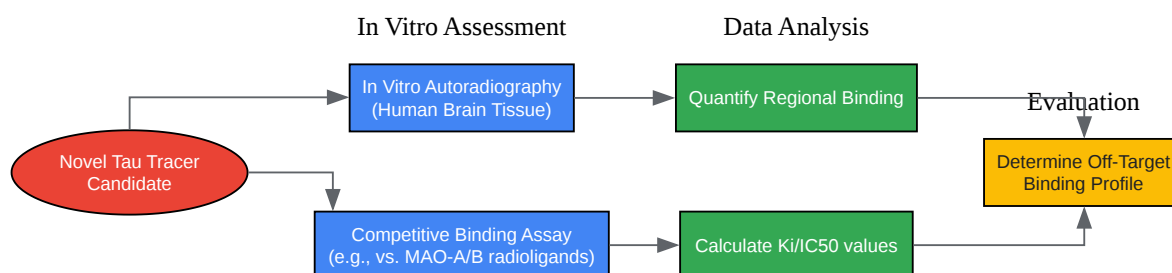 In Vitro Assessment
Data Analysis
In Vitro Autoradiography
(Human Brain Tissue)
Quantify Regional Binding
Evaluation
Novel Tau Tracer
Candidate
Determine Off-Target
Binding Profile
Competitive Binding Assay
(e.g., vs. MAO-A/B radioligands)
Calculate Ki/IC50 values